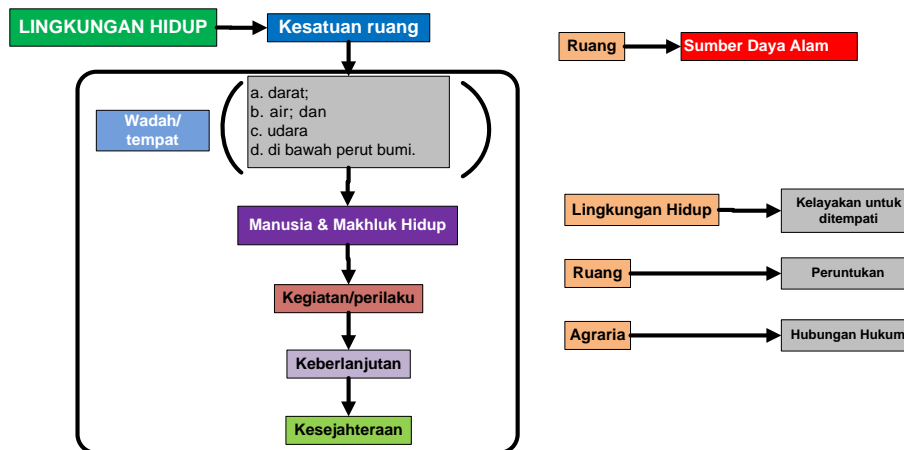 LINGKUNGAN HIDUP
Kesatuan ruang
Wadah/
tempat
a. darat;
b. air; dan
c. udara
d. di bawah perut bumi.
Manusia & Makhluk Hidup
Kegiatan/perilaku
Keberlanjutan
Kesejahteraan
Ruang
Sumber Daya Alam
Lingkungan Hidup
Kelayakan untuk
ditempati
Ruang
Peruntukan
Agraria
Hubungan Hukum